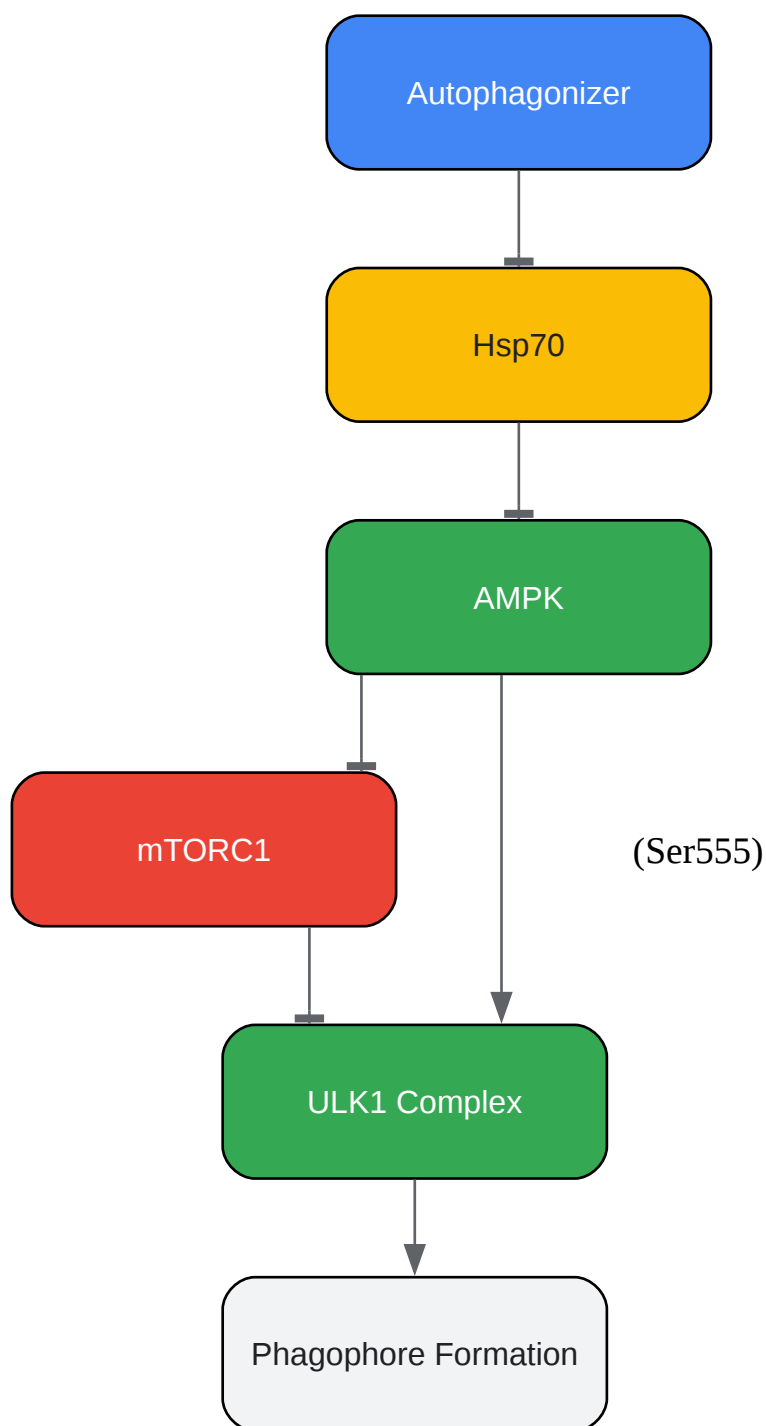 Autophagonizer
Hsp70
AMPK
mTORC1
(Ser555)
ULK1 Complex
Phagophore Formation